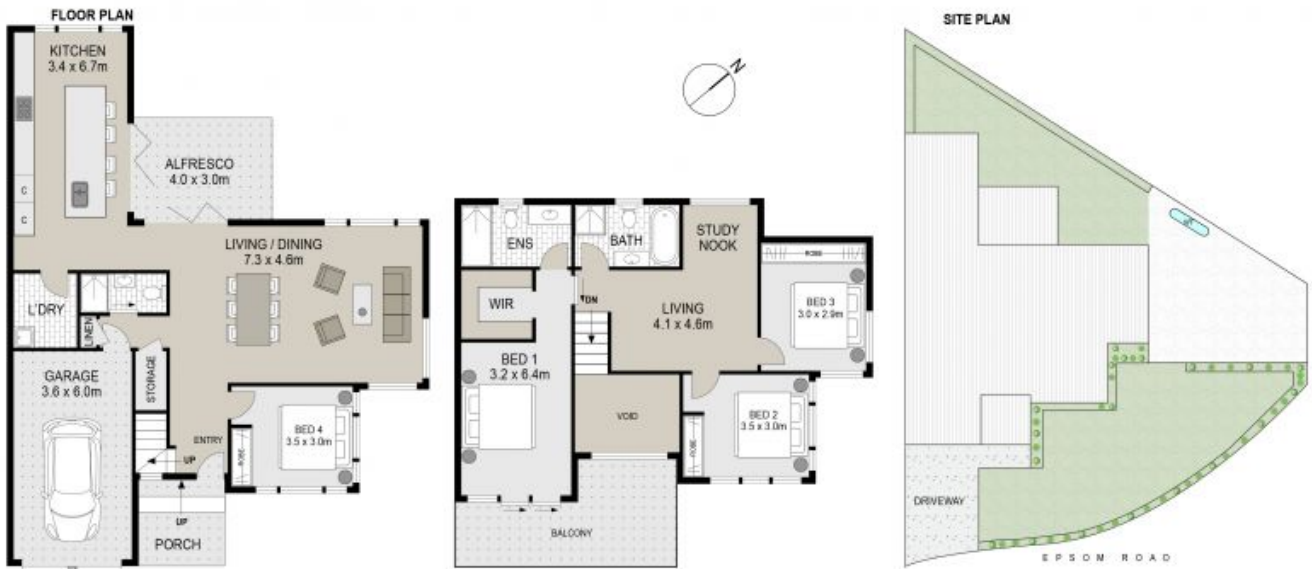 FLOOR PLAN
KITCHEN
3.4 x 6.7m
ALFRESCO
4.0 x 3.0m
C
C
LIVING / DINING
7.3 x 4.6m
L'DRY
LINEN
GARAGE
3.6 x 6.0m
STORAGE
BED 4
3.5 x 3.0m
ROBE
ENTRY
UP
UP
PORCH
N
ENS
BATH
STUDY
NOOK
ROBE
WIR
DN
LIVING
4.1 x 4.6m
BED 3
3.0 x 2.9m
BED 1
3.2 x 6.4m
VOID
BED 2
3.5 x 3.0m
ROBE
BALCONY
SITE PLAN
DRIVEWAY
EPSOM ROAD